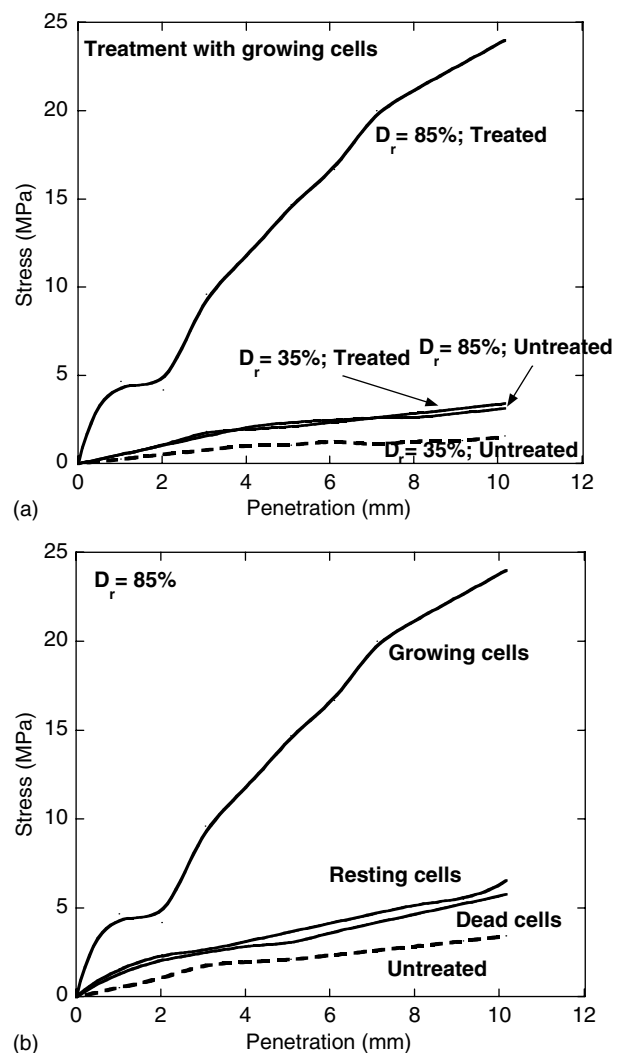 25
Treatment with growing cells
20
D_r = 85%; Treated
15
Stress (MPa)
10
D_r = 35%; Treated
D_r = 85%; Untreated
5
D_r = 35%; Untreated
0
0 2 4 6 8 10 12
(a)
Penetration (mm)
25
D_r = 85%
20
Growing cells
15
Stress (MPa)
10
Resting cells
5
Dead cells
Untreated
0
0 2 4 6 8 10 12
(b)
Penetration (mm)